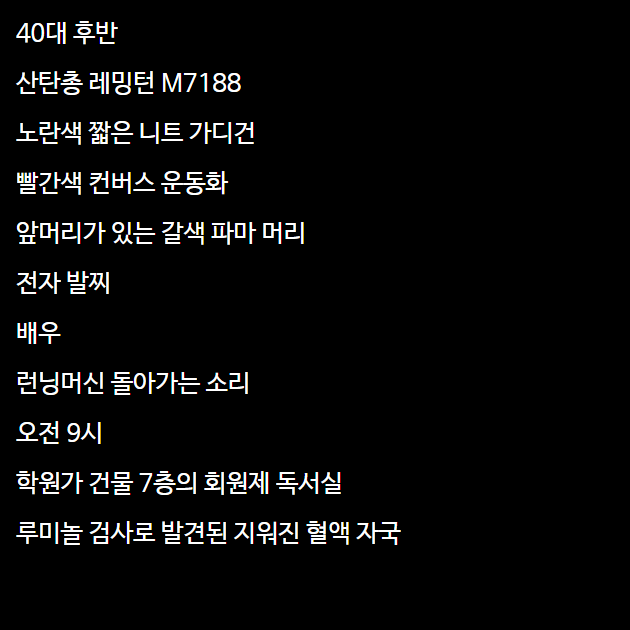 40대 후반
산탄총 레밍턴 M7188
노란색 짧은 니트 가디건
빨간색 컨버스 운동화
앞머리가 있는 갈색 파마 머리
전자 발찌
배우
런닝머신 돌아가는 소리
오전 9시
학원가 건물 7층의 회원제 독서실
루미놀 검사로 발견된 지워진 혈액 자국